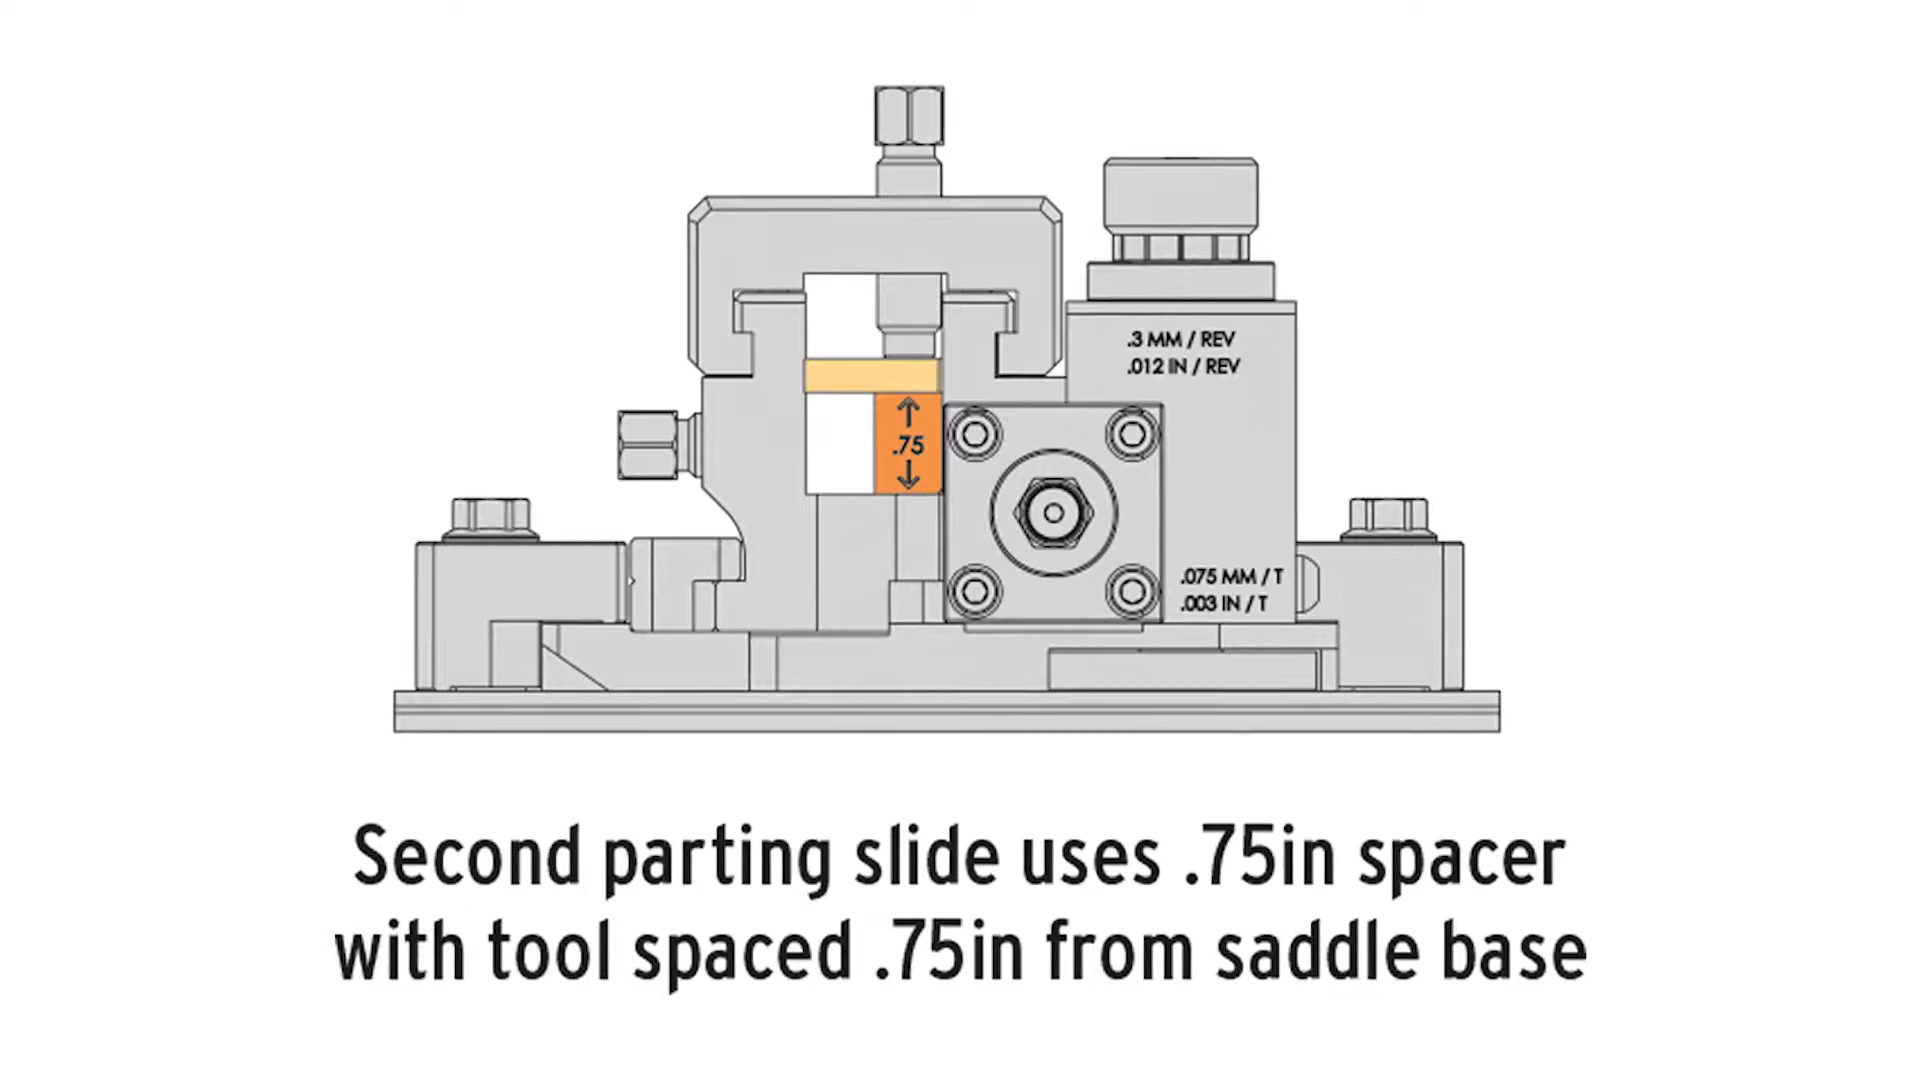 .3 MM / REV
.012 IN / REV
.75
.075 MM / T
.003 IN / T
Second parting slide uses .75in spacer
with tool spaced .75in from saddle base